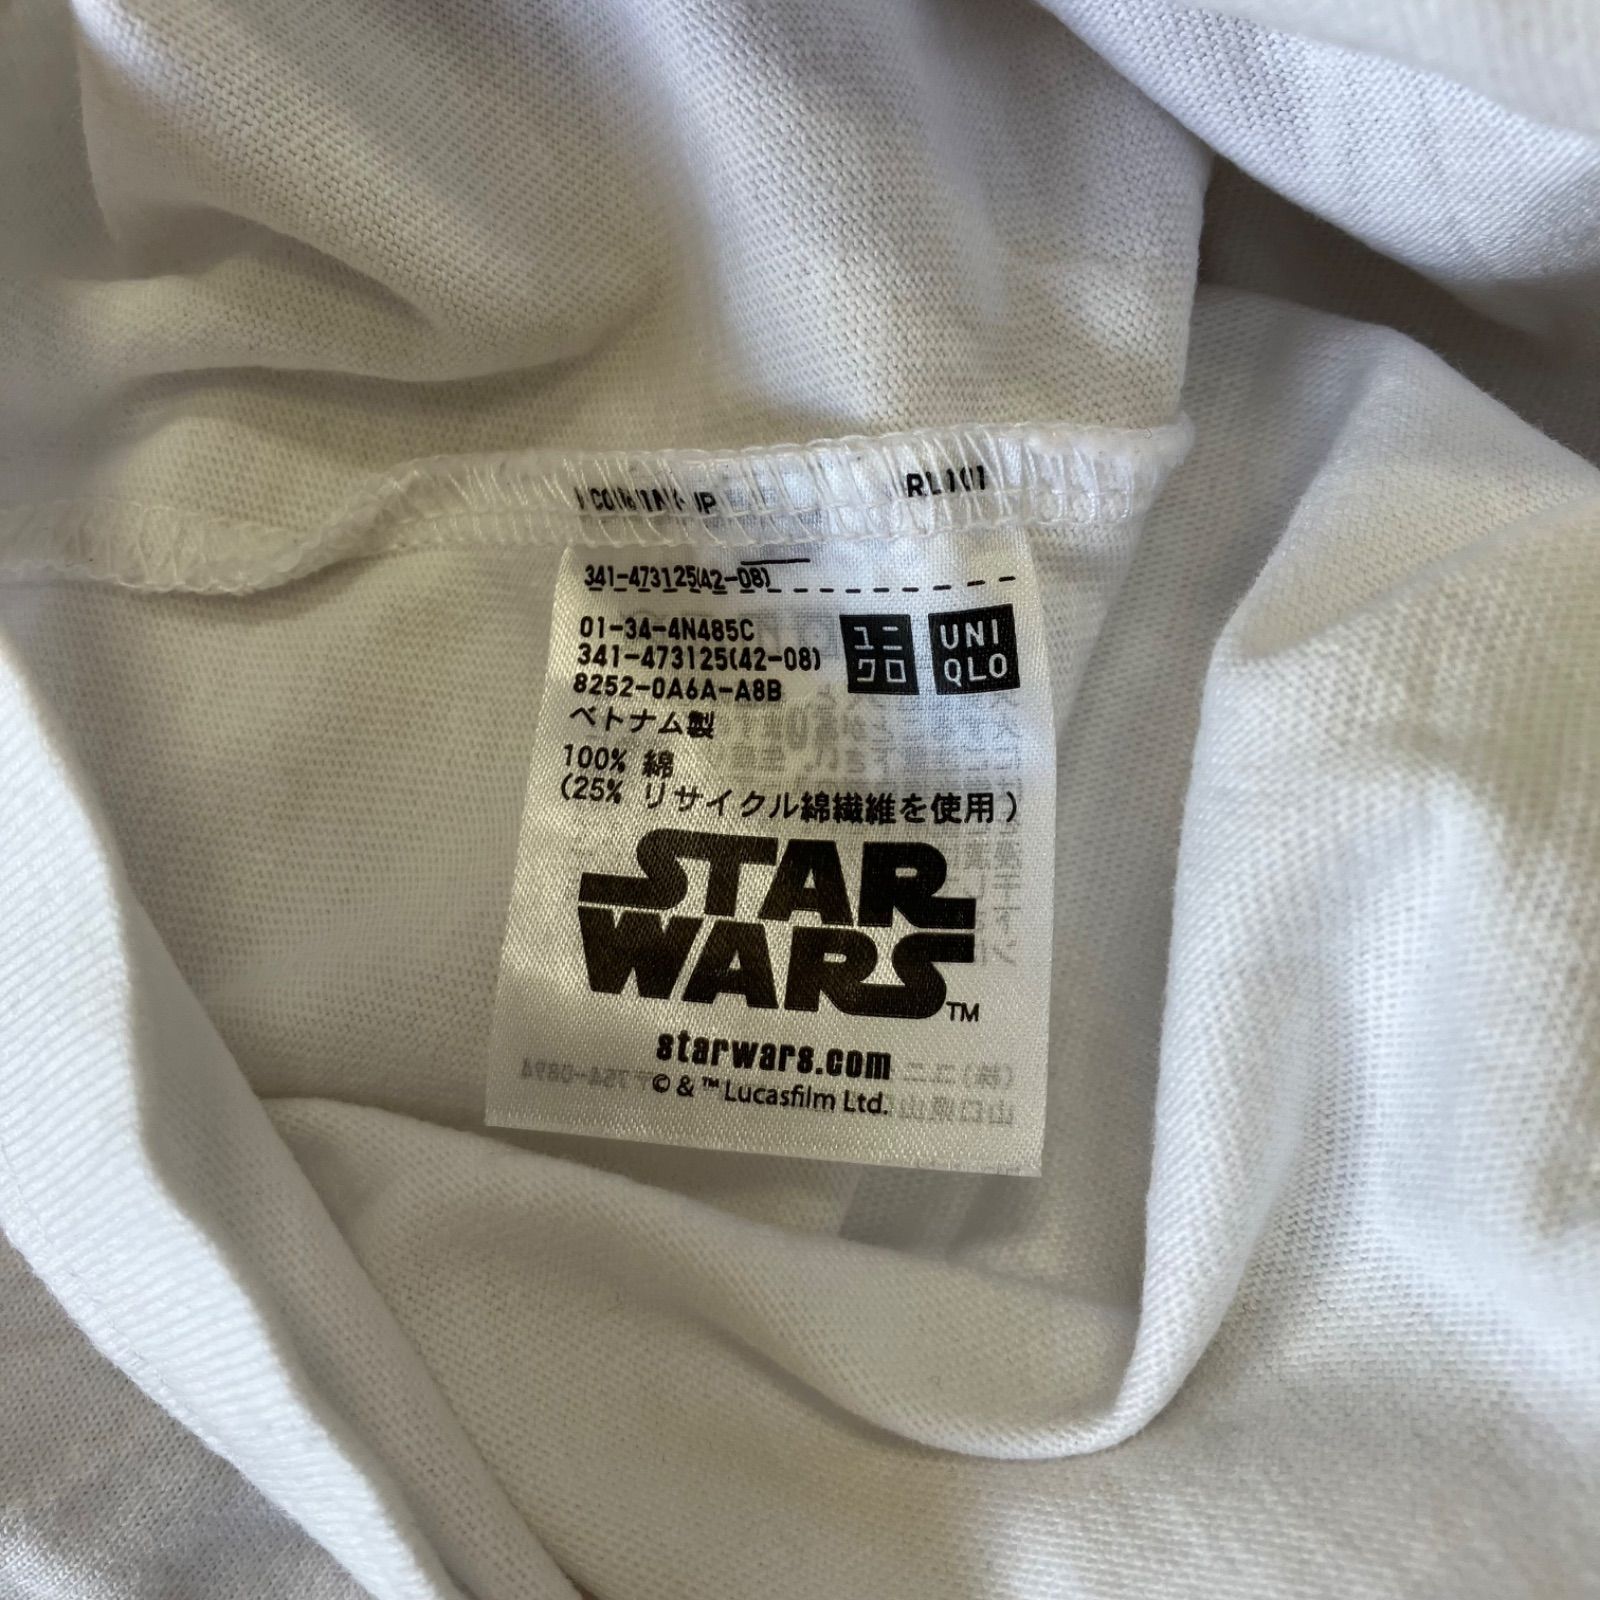 RL101
341-473125(42-08)
01-34-4N485C
341-473125(42-08)
8252-0A6A-A8B
ユニ
クロ
UNI
QLO
ベトナム製
100% 綿
(25% リサイクル綿繊維を使用)
STAR
WARS™
starwars.com
© & ™ Lucasfilm Ltd.